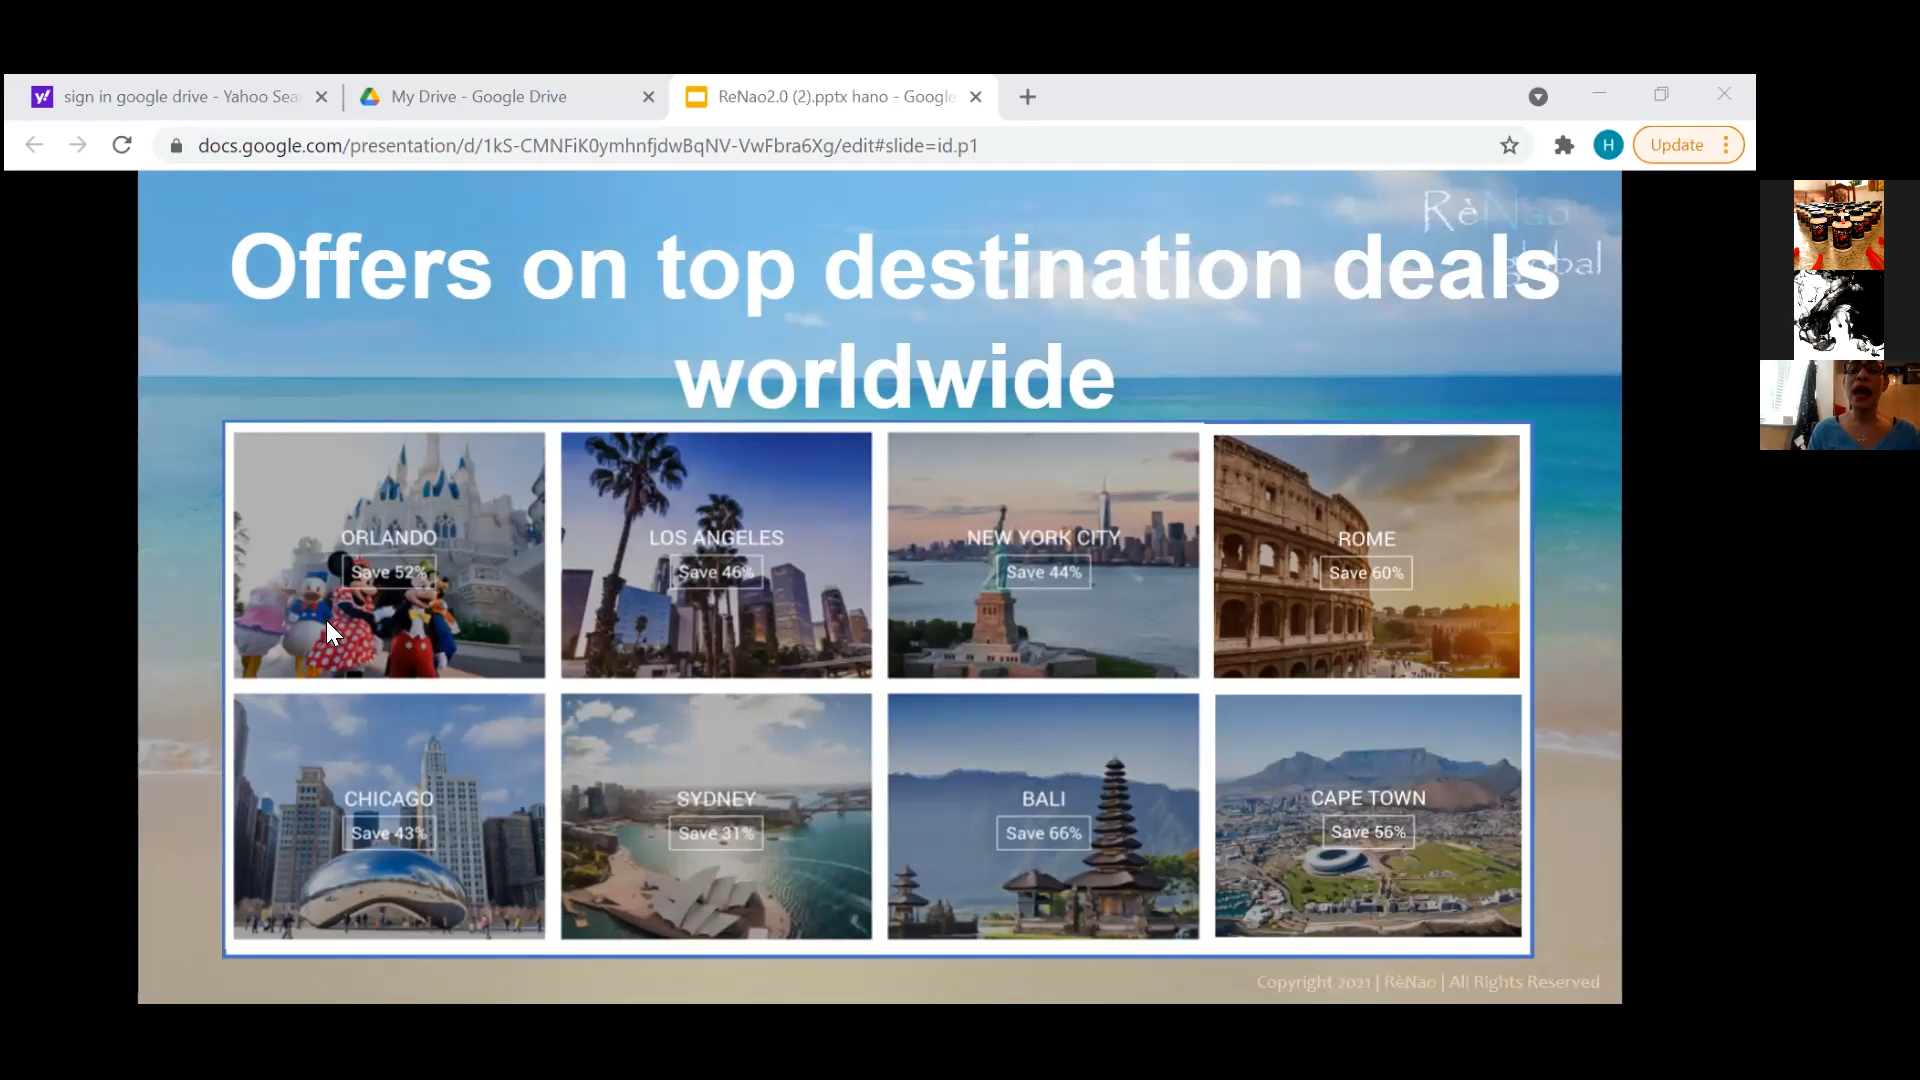 sign in google drive - Yahoo Sea
My Drive - Google Drive
ReNao2.0 (2).pptx hano - Google
docs.google.com/presentation/d/1kS-CMNFiK0ymhnfjdwBqNV-VwFbra6Xg/edit#slide=id.p1
H
Update
RèNao
global
Offers on top destination deals
worldwide
ORLANDO
Save 52%
LOS ANGELES
Save 46%
NEW YORK CITY
Save 44%
ROME
Save 60%
CHICAGO
Save 43%
SYDNEY
Save 31%
BALI
Save 66%
CAPE TOWN
Save 56%
Copyright 2021 | RèNao | All Rights Reserved